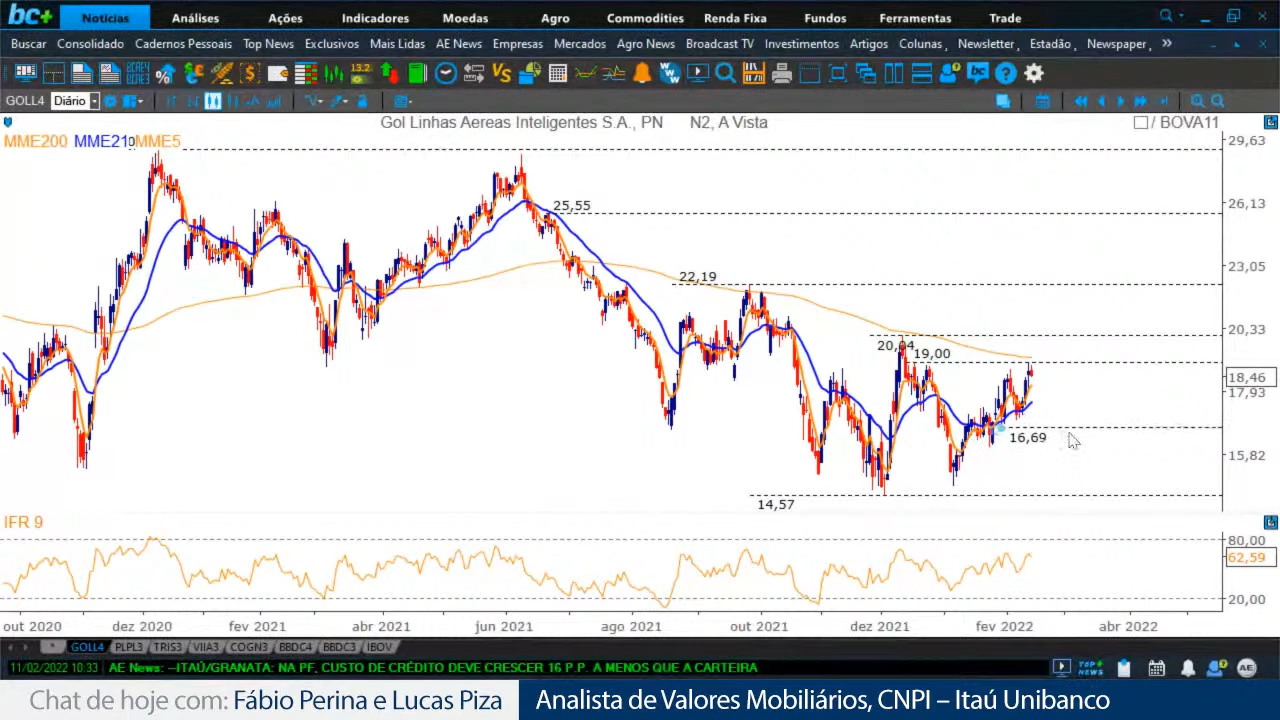 bc+ Notícias Análises Ações Indicadores Moedas Agro Commodities Renda Fixa Fundos Ferramentas Trade
Buscar Consolidado Cadernos Pessoais Top News Exclusivos Mais Lidas AE News Empresas Mercados Agro News Broadcast TV Investimentos Artigos Colunas Newsletter Estadão Newspaper »
GOLL4 Diário
Gol Linhas Aereas Inteligentes S.A., PN N2, A Vista / BOVA11
MME200 MME21 MME5
29,63
26,13
25,55
23,05
22,19
20,33
20,04
19,00
18,46
17,93
16,69
15,82
14,57
IFR 9
80,00
62,59
20,00
out 2020 dez 2020 fev 2021 abr 2021 jun 2021 ago 2021 out 2021 dez 2021 fev 2022 abr 2022
* GOLL4 PLPL3 TRIS3 VIIA3 COGN3 BBDC4 BBDC3 IBOV
11/02/2022 10:33 AE News: --ITAÚ/GRANATA: NA PF, CUSTO DE CRÉDITO DEVE CRESCER 16 P.P. A MENOS QUE A CARTEIRA TOP+ NEWS AE
Chat de hoje com: Fábio Perina e Lucas Piza Analista de Valores Mobiliários, CNPI – Itaú Unibanco